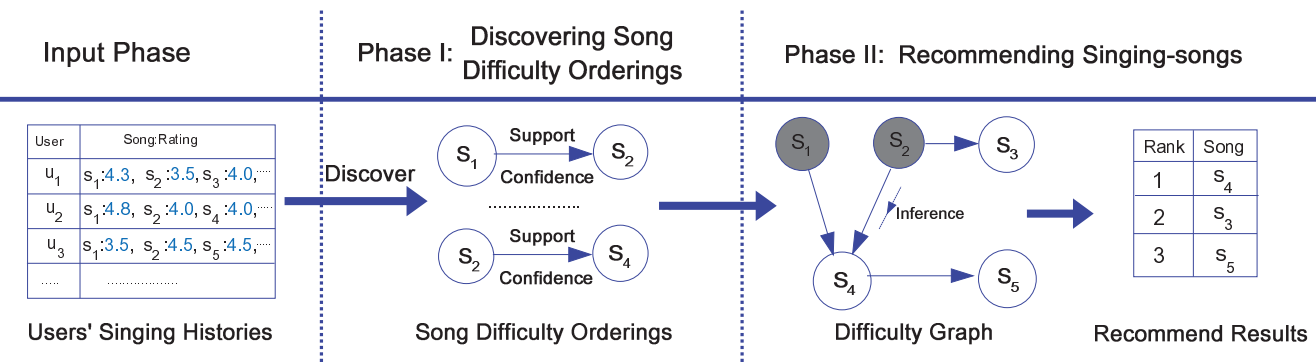 Input Phase
Phase I: Discovering Song
Difficulty Orderings
Phase II: Recommending Singing-songs
User Song:Rating
u1 s1:4.3, s2:3.5, s3:4.0,.....
u2 s1:4.8, s2:4.0, s4:4.0,.....
u3 s1:3.5, s2:4.5, s5:4.5,.....
..... ...................
Users' Singing Histories
Discover
S1 Support S2
Confidence
.....................
S2 Support S4
Confidence
Song Difficulty Orderings
S1 S2 S3
Inference
S4 S5
Difficulty Graph
Rank Song
1 s4
2 s3
3 s5
Recommend Results